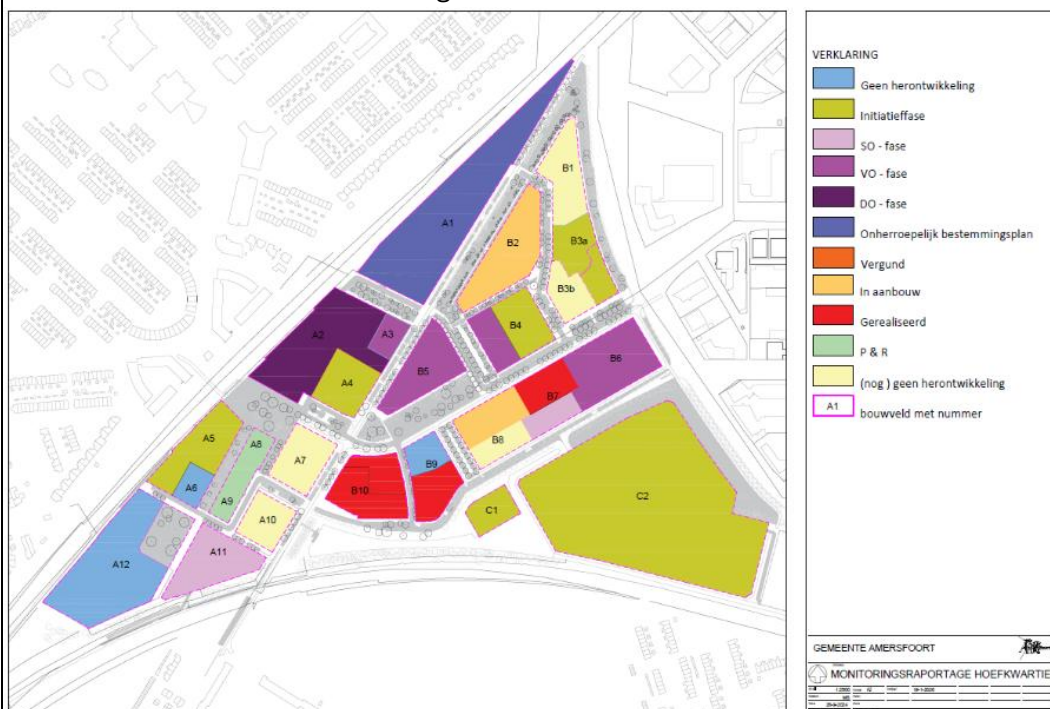 A1
B1
B2
B3a
B3b
A2
A3
B4
A4
B5
B6
B7
A5
A8
A7
B8
B9
A6
A9
B10
A10
C1
C2
A11
A12
VERKLARING
Geen herontwikkeling
Initiatieffase
SO - fase
VO - fase
DO - fase
Onherroepelijk bestemmingsplan
Vergund
In aanbouw
Gerealiseerd
P & R
(nog) geen herontwikkeling
A1 bouwveld met nummer
GEMEENTE AMERSFOORT
MONITORINGSRAPORTAGE HOEFKWARTIE